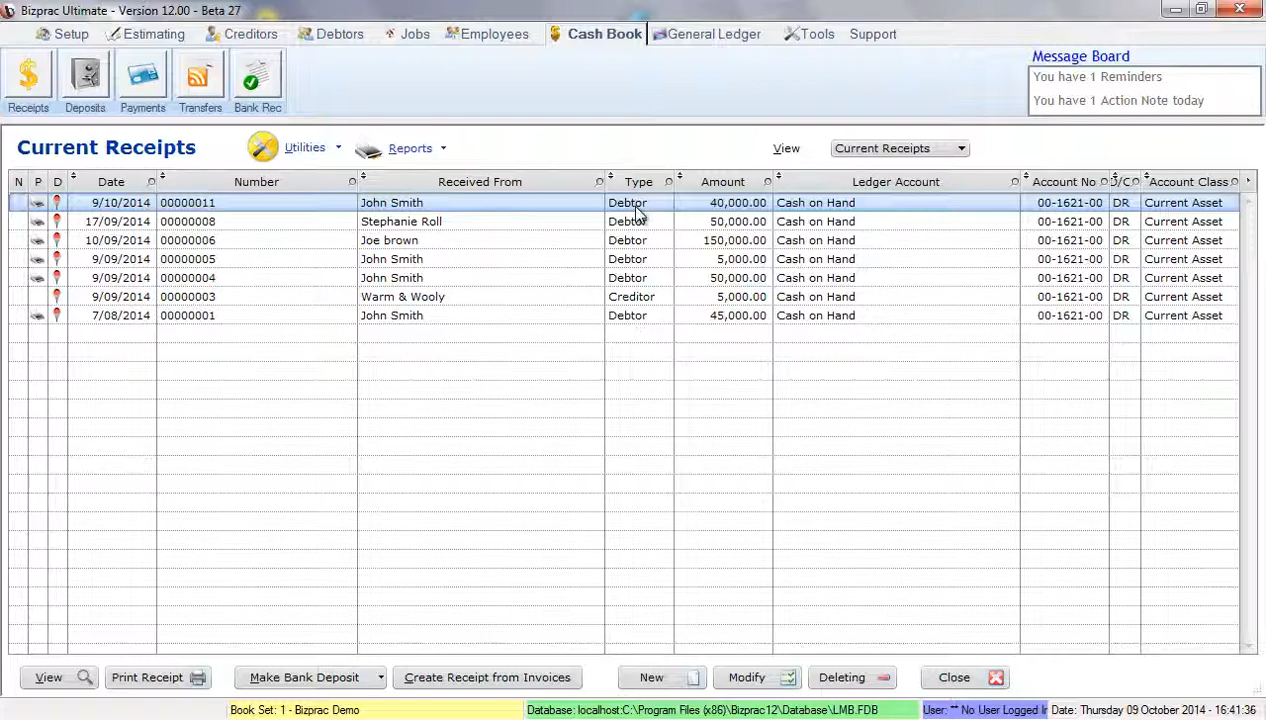 Bizprac Ultimate - Version 12.00 - Beta 27
Setup Estimating Creditors Debtors Jobs Employees Cash Book General Ledger Tools Support
Receipts Deposits Payments Transfers Bank Rec
Message Board
You have 1 Reminders
You have 1 Action Note today
Current Receipts Utilities Reports View Current Receipts
N P D Date Number Received From Type Amount Ledger Account Account No D/C Account Class
9/10/2014 00000011 John Smith Debtor 40,000.00 Cash on Hand 00-1621-00 DR Current Asset
17/09/2014 00000008 Stephanie Roll Debtor 50,000.00 Cash on Hand 00-1621-00 DR Current Asset
10/09/2014 00000006 Joe brown Debtor 150,000.00 Cash on Hand 00-1621-00 DR Current Asset
9/09/2014 00000005 John Smith Debtor 5,000.00 Cash on Hand 00-1621-00 DR Current Asset
9/09/2014 00000004 John Smith Debtor 50,000.00 Cash on Hand 00-1621-00 DR Current Asset
9/09/2014 00000003 Warm & Wooly Creditor 5,000.00 Cash on Hand 00-1621-00 DR Current Asset
7/08/2014 00000001 John Smith Debtor 45,000.00 Cash on Hand 00-1621-00 DR Current Asset
View Print Receipt Make Bank Deposit Create Receipt from Invoices New Modify Deleting Close
Book Set: 1 - Bizprac Demo Database: localhost:C:\Program Files (x86)\Bizprac12\Database\LMB.FDB User: ** No User Logged In Date: Thursday 09 October 2014 - 16:41:36